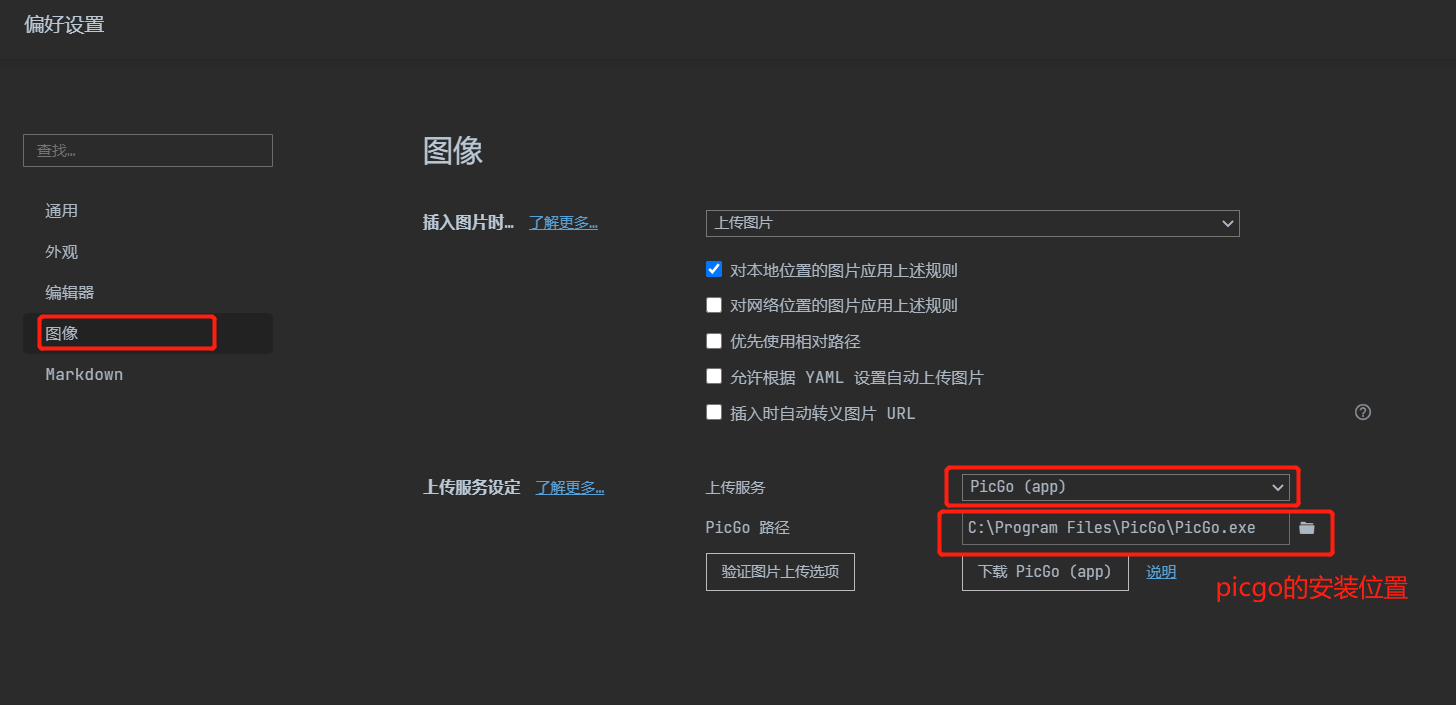 偏好设置
查找…
通用
外观
编辑器
图像
Markdown
图像
插入图片时… 了解更多…
上传图片
对本地位置的图片应用上述规则
对网络位置的图片应用上述规则
优先使用相对路径
允许根据 YAML 设置自动上传图片
插入时自动转义图片 URL
?
上传服务设定 了解更多…
上传服务 PicGo (app)
PicGo 路径 C:\Program Files\PicGo\PicGo.exe
验证图片上传选项 下载 PicGo (app) 说明
picgo的安装位置